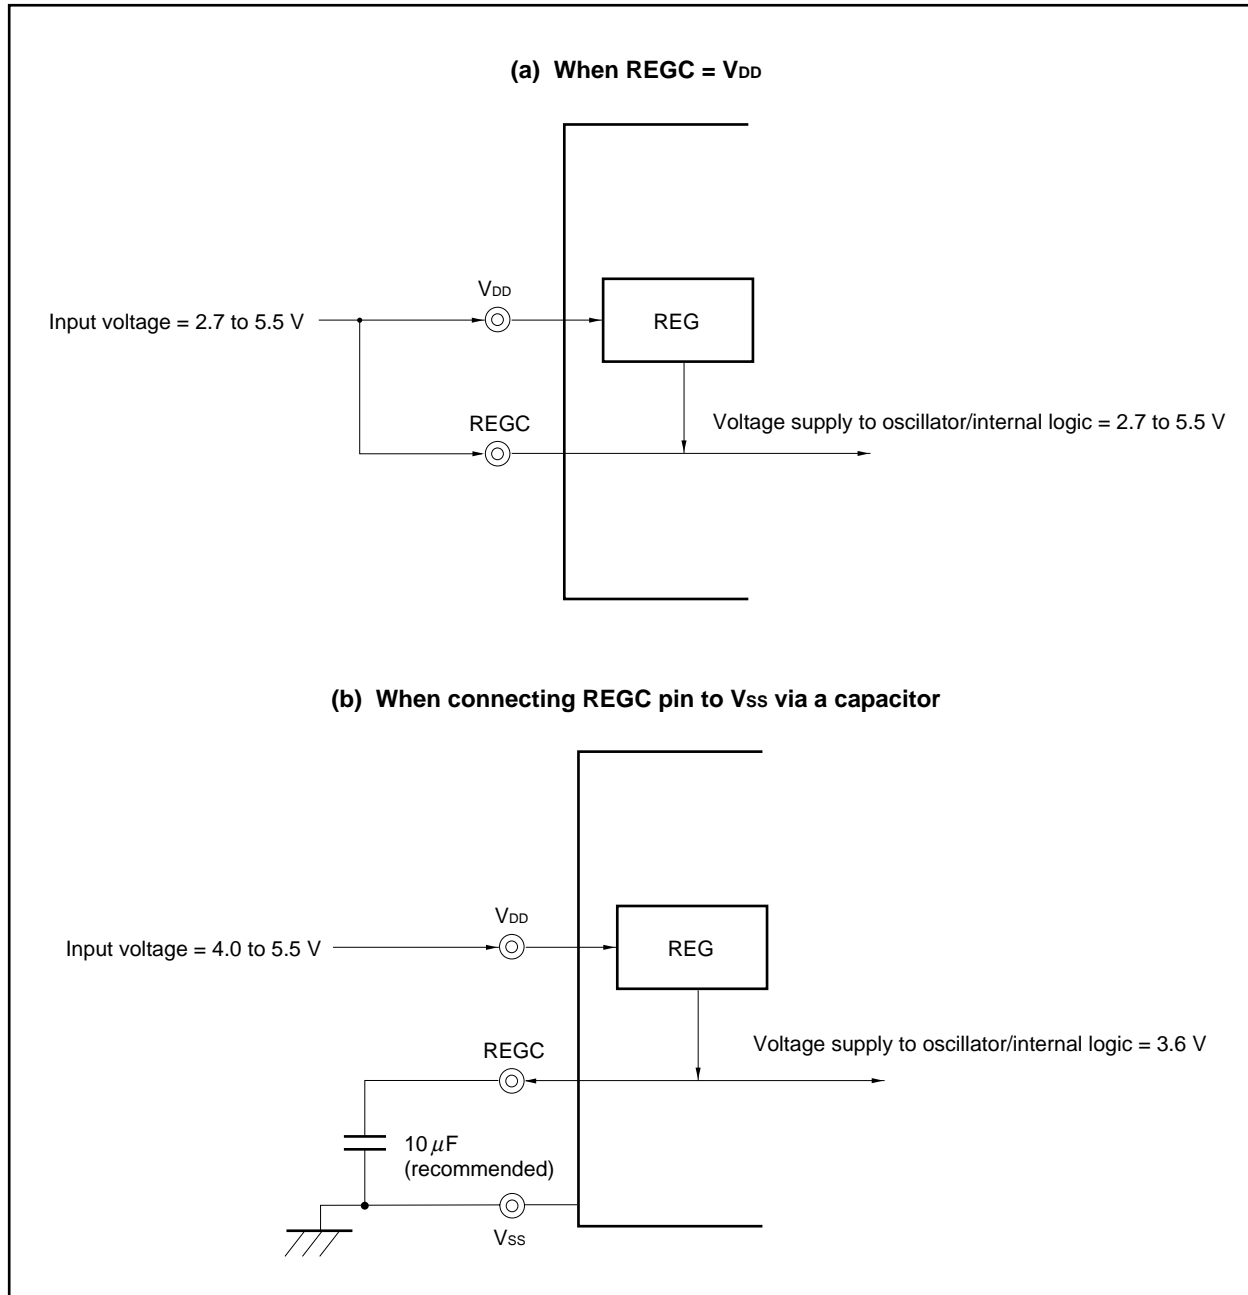 (a) When REGC = VDD
VDD
Input voltage = 2.7 to 5.5 V
REG
REGC
Voltage supply to oscillator/internal logic = 2.7 to 5.5 V
(b) When connecting REGC pin to VSS via a capacitor
VDD
Input voltage = 4.0 to 5.5 V
REG
REGC
Voltage supply to oscillator/internal logic = 3.6 V
10 μF
(recommended)
VSS